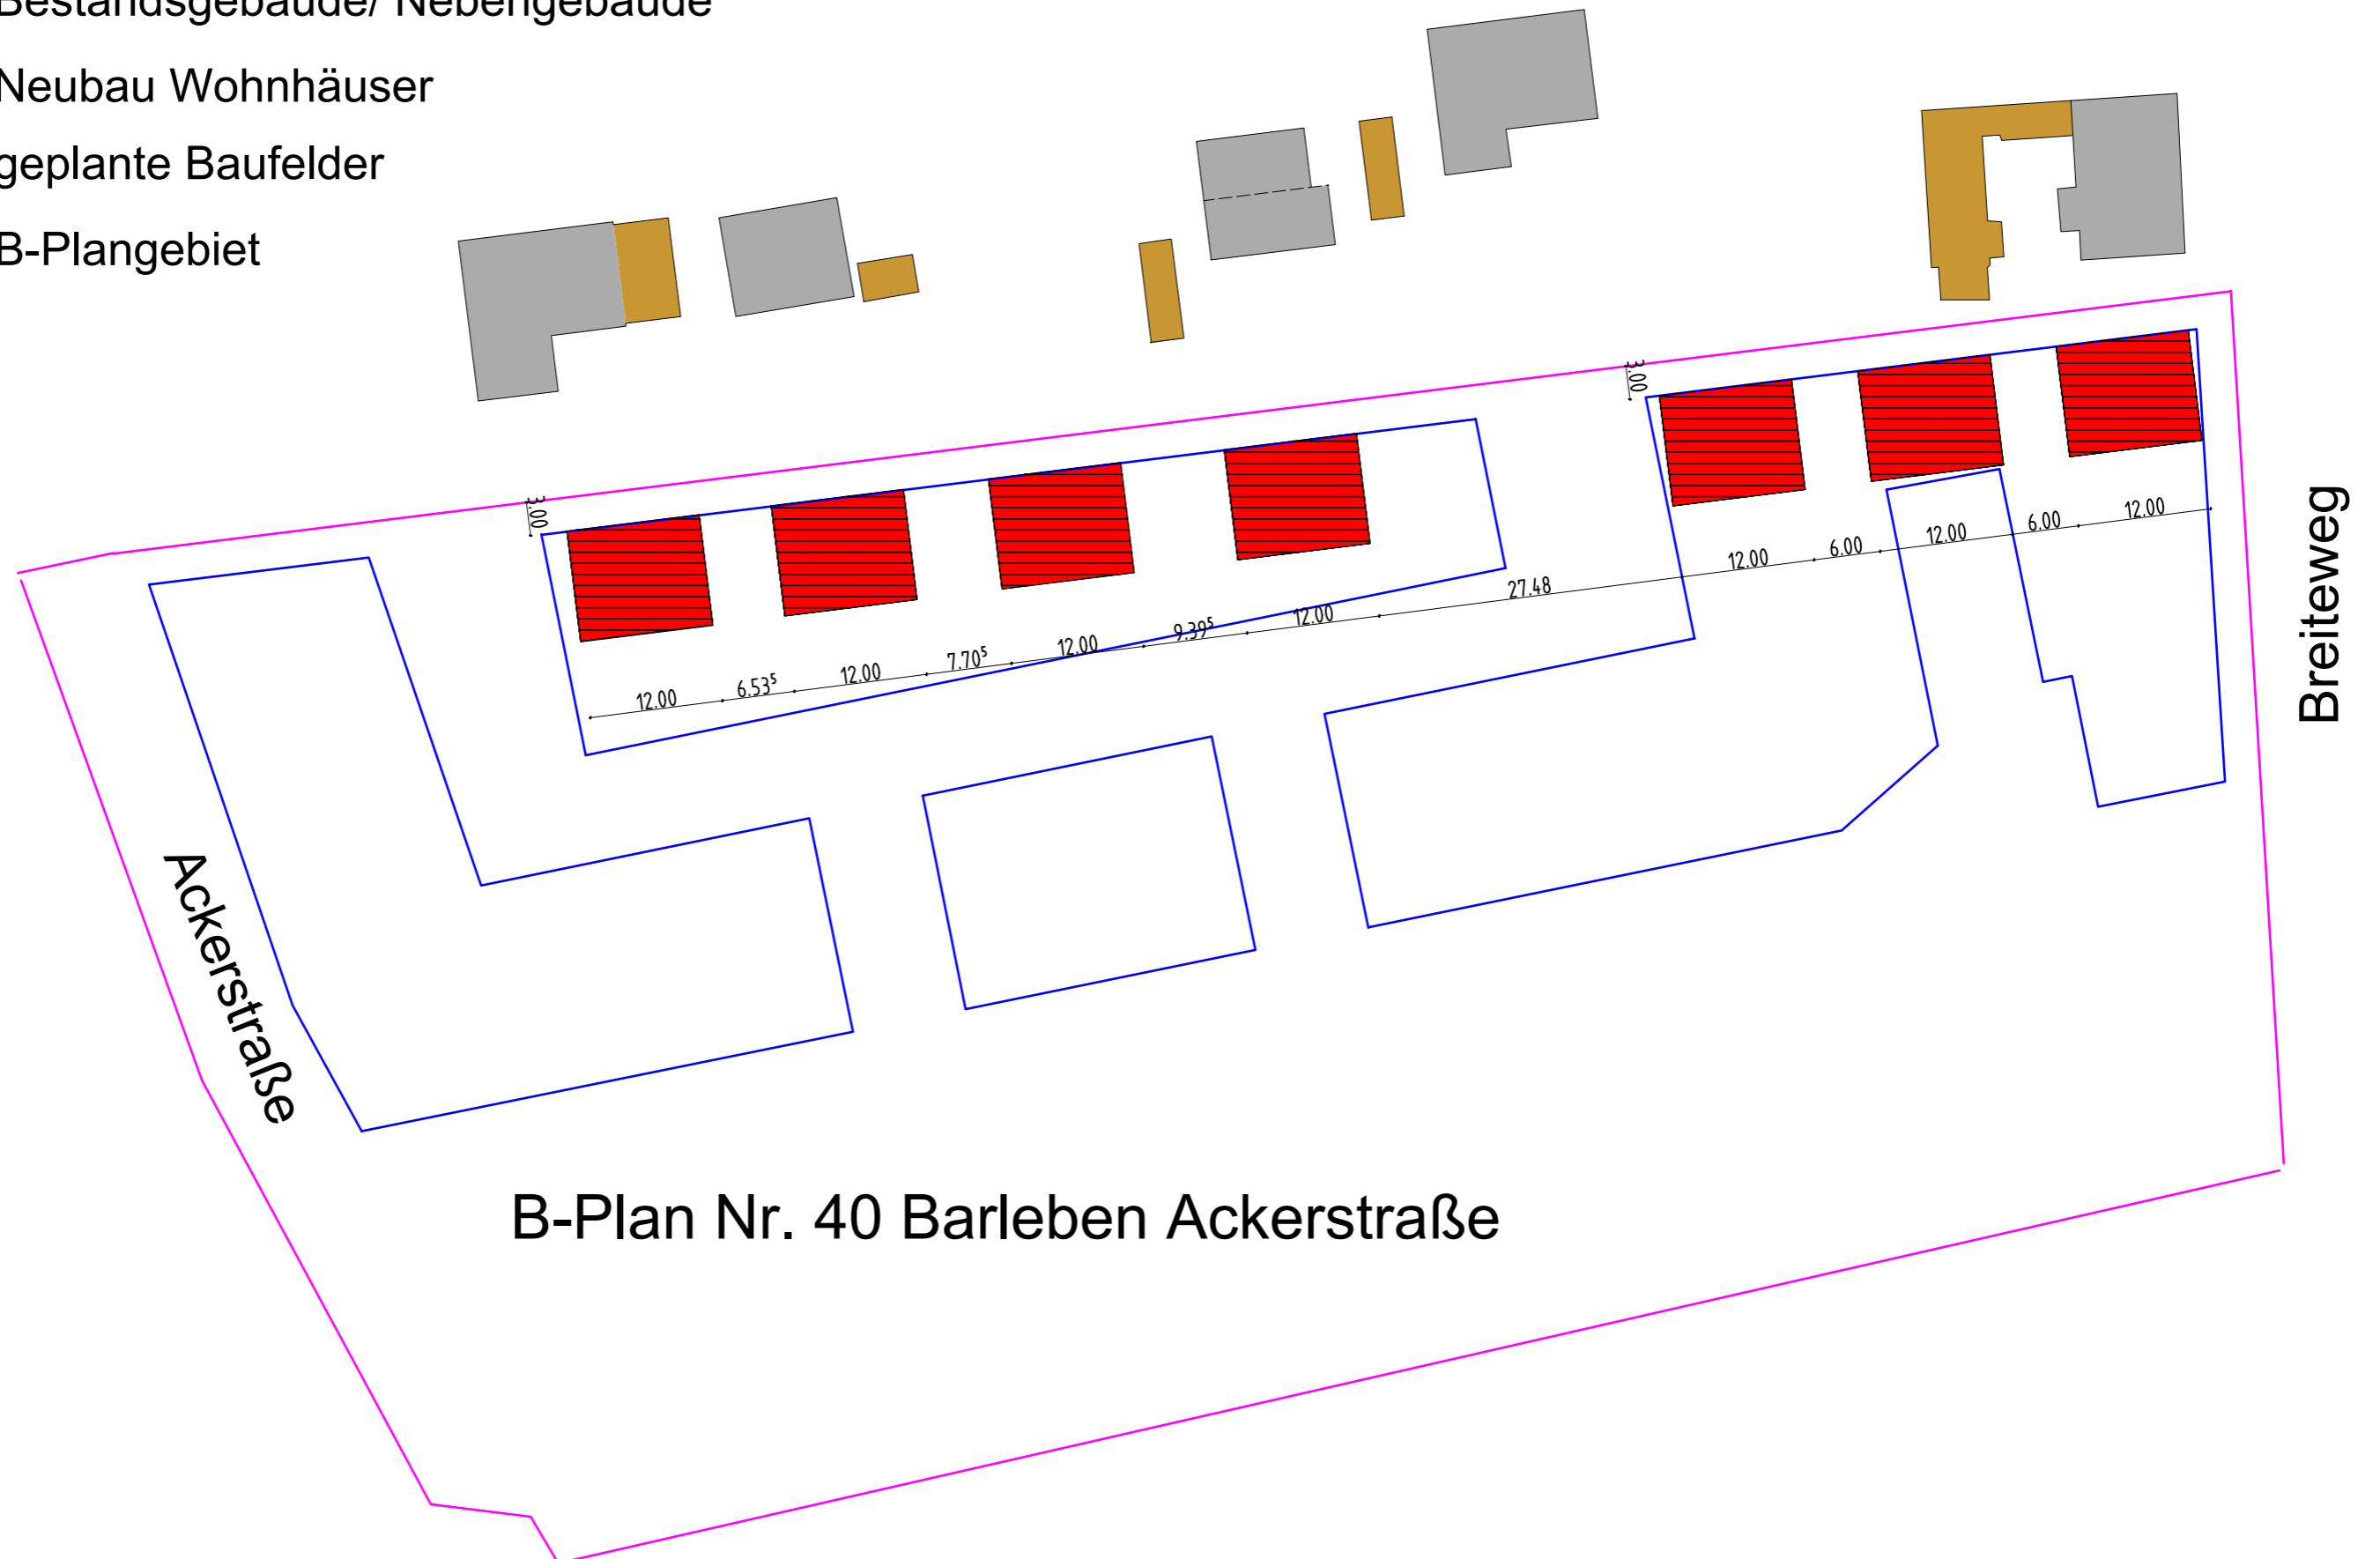 Bestandsgebäude/ Nebengebäude
Neubau Wohnhäuser
geplante Baufelder
B-Plangebiet
3.00
3.00
12.00
6.53⁵
12.00
7.70⁵
12.00
9.39⁵
12.00
27.48
12.00
6.00
12.00
6.00
12.00
Breiteweg
Ackerstraße
B-Plan Nr. 40 Barleben Ackerstraße